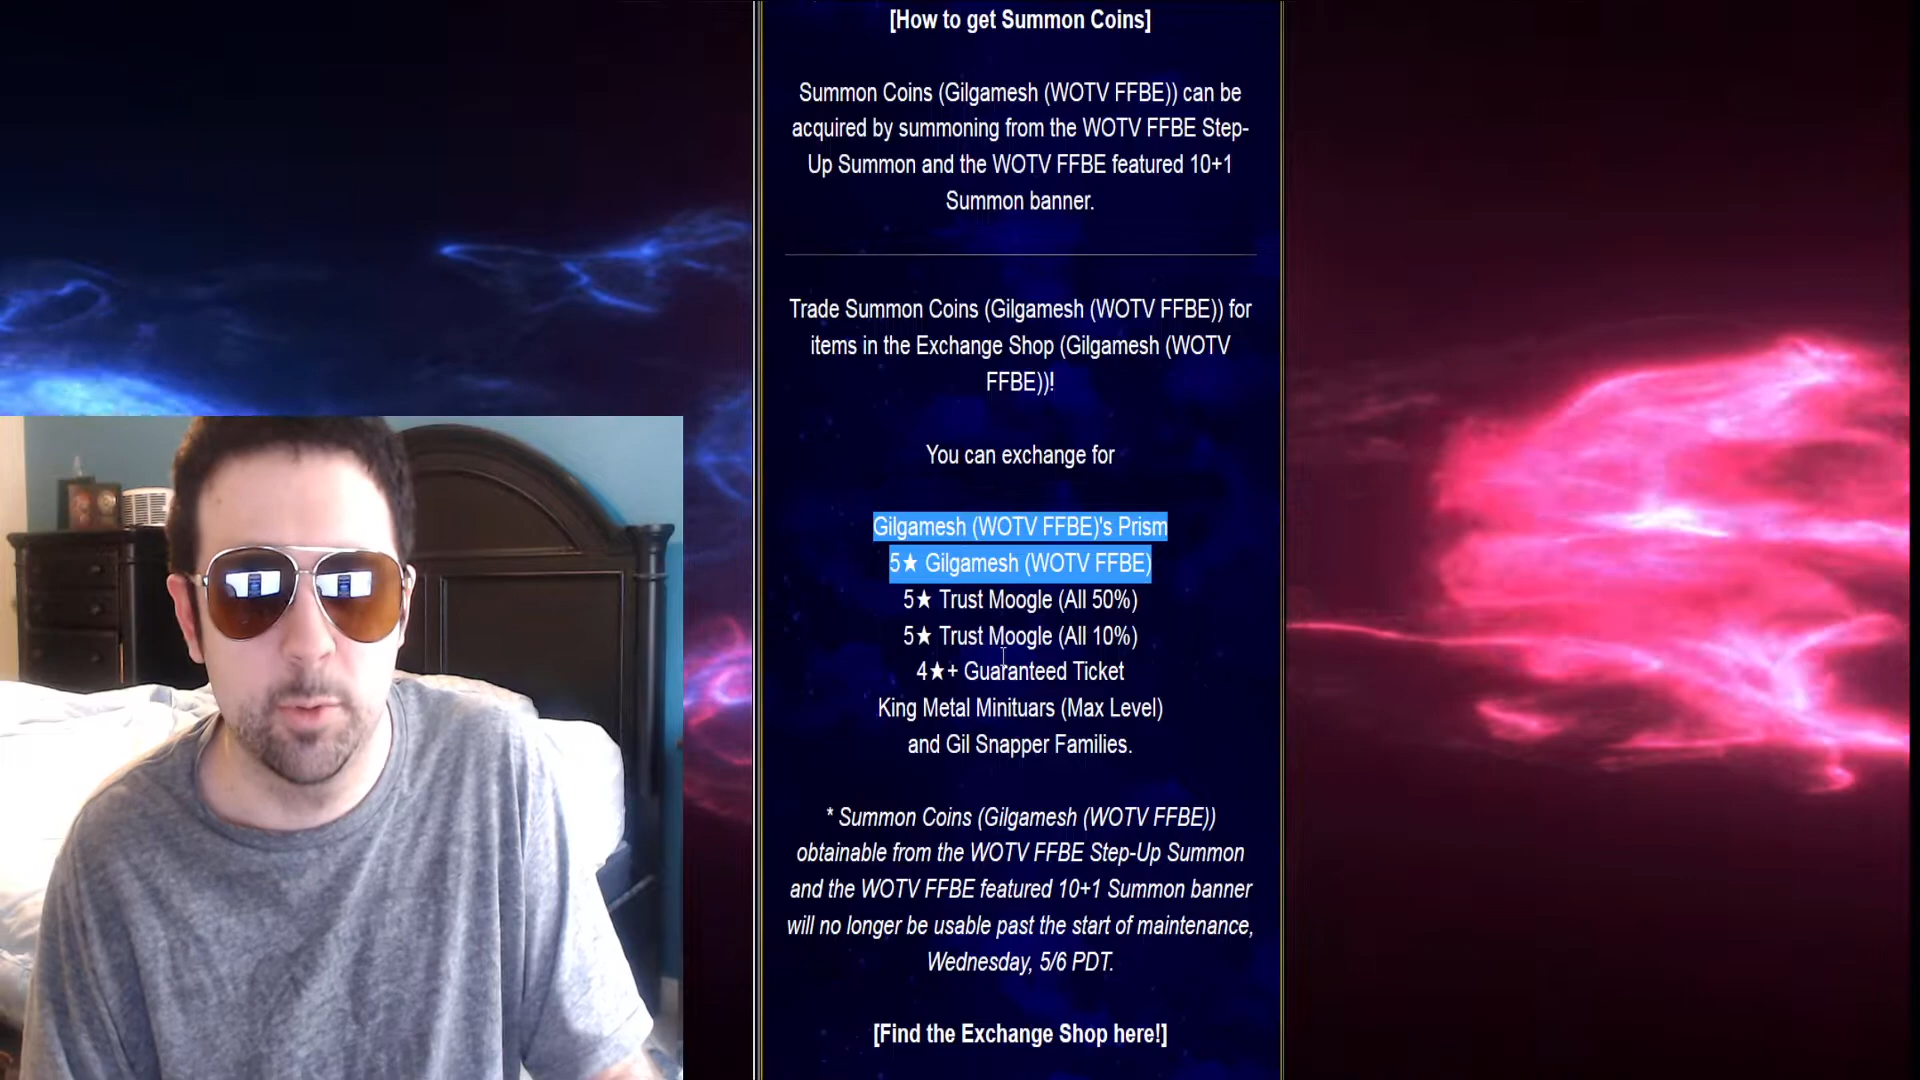 [How to get Summon Coins]
Summon Coins (Gilgamesh (WOTV FFBE)) can be
acquired by summoning from the WOTV FFBE Step-
Up Summon and the WOTV FFBE featured 10+1
Summon banner.
Trade Summon Coins (Gilgamesh (WOTV FFBE)) for
items in the Exchange Shop (Gilgamesh (WOTV
FFBE))!
You can exchange for
Gilgamesh (WOTV FFBE)'s Prism
5★ Gilgamesh (WOTV FFBE)
5★ Trust Moogle (All 50%)
5★ Trust Moogle (All 10%)
4★+ Guaranteed Ticket
King Metal Minituars (Max Level)
and Gil Snapper Families.
* Summon Coins (Gilgamesh (WOTV FFBE))
obtainable from the WOTV FFBE Step-Up Summon
and the WOTV FFBE featured 10+1 Summon banner
will no longer be usable past the start of maintenance,
Wednesday, 5/6 PDT.
[Find the Exchange Shop here!]